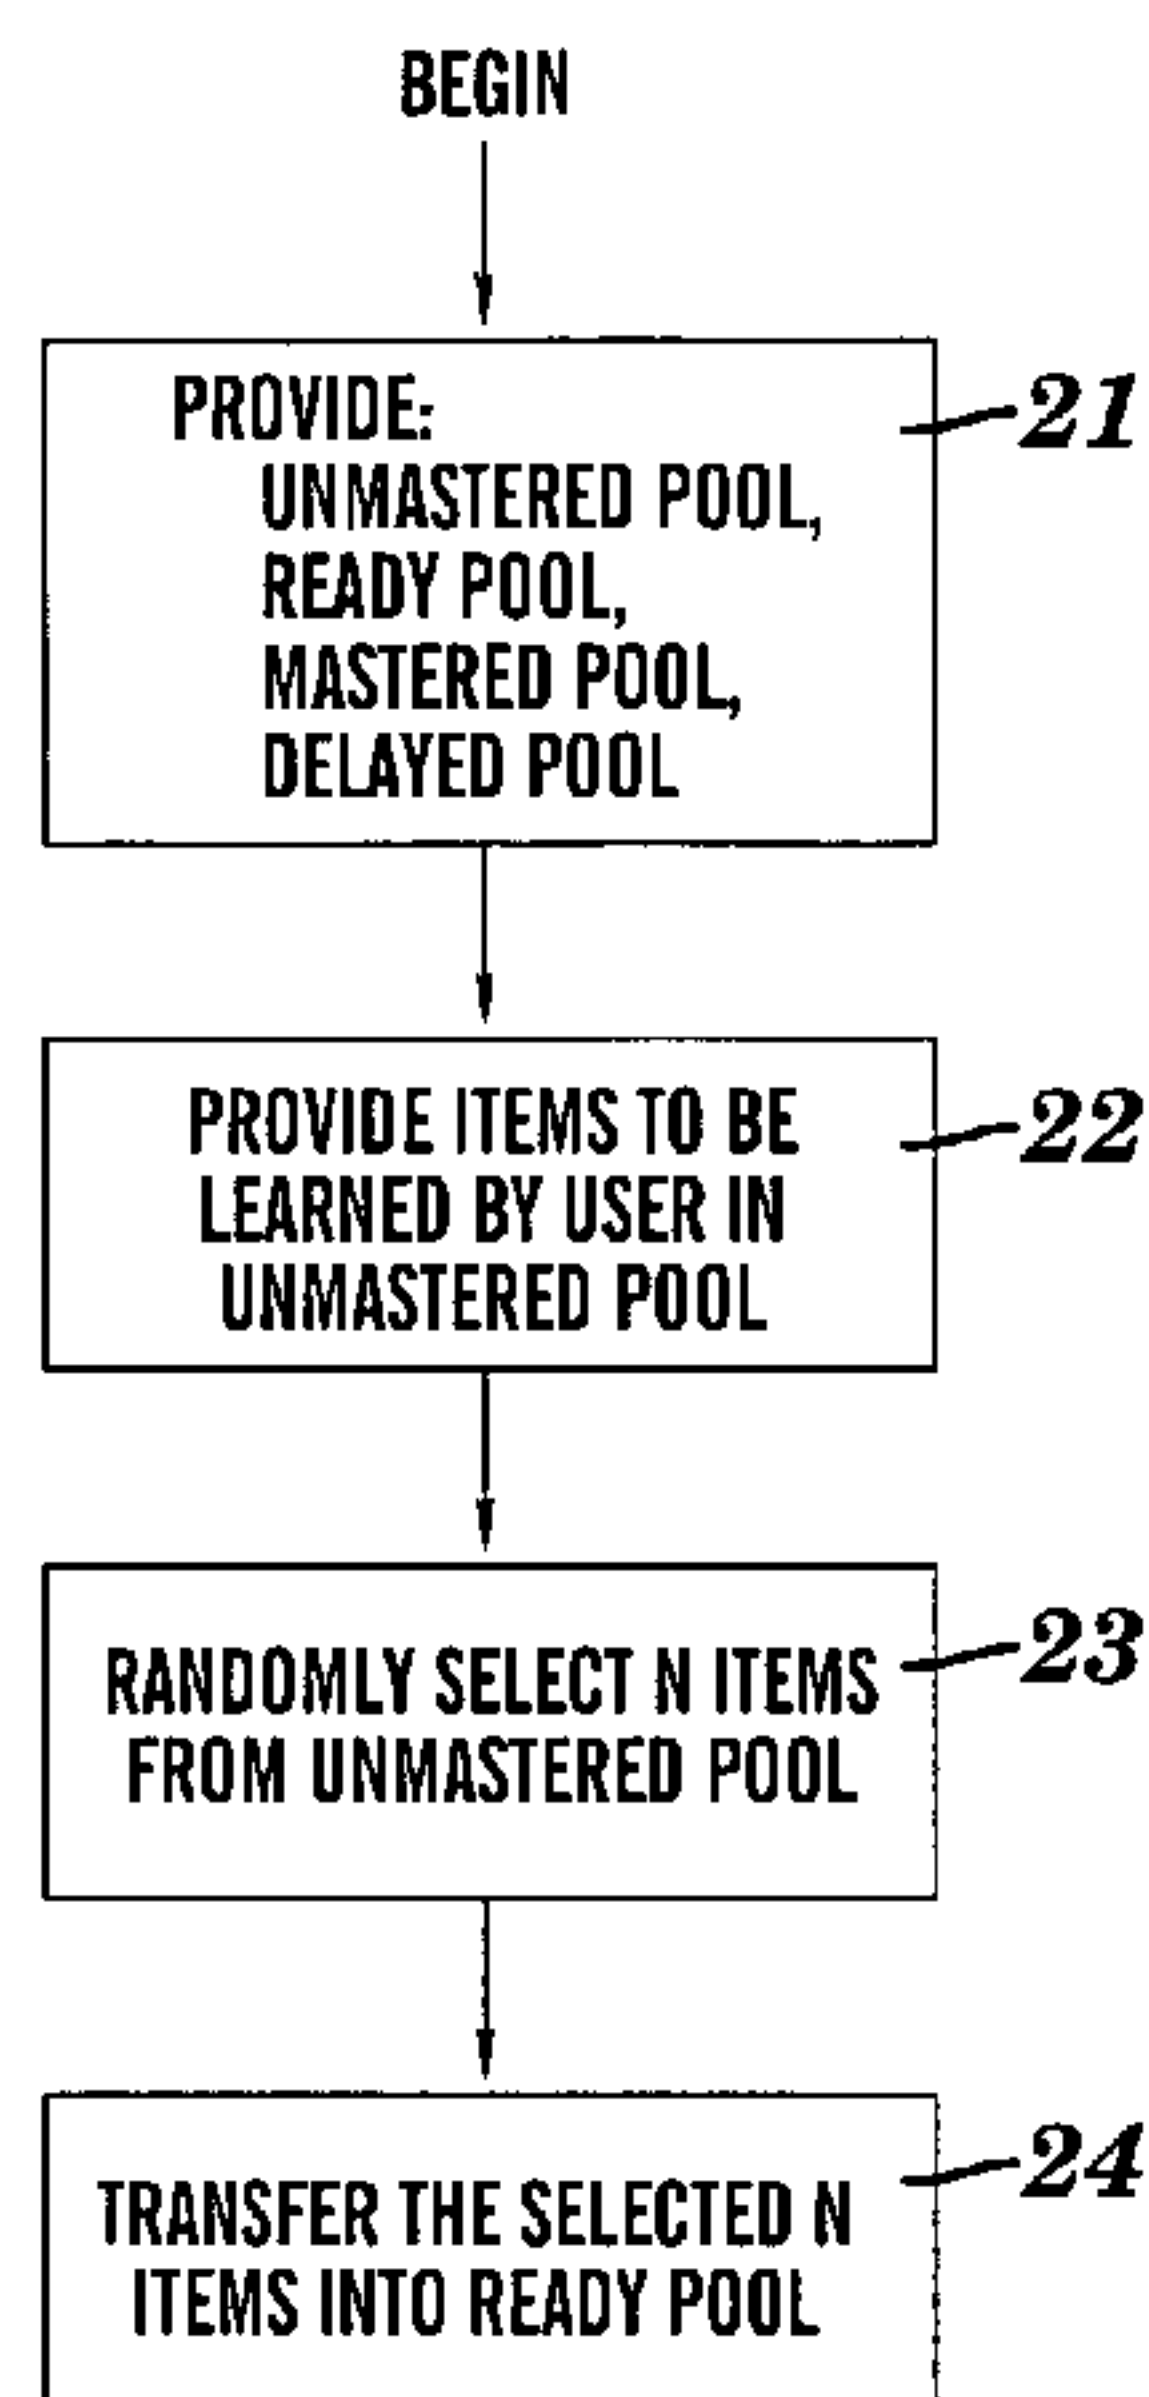 BEGIN
PROVIDE:
21
UNMASTERED POOL,
READY POOL,
MASTERED POOL,
DELAYED POOL
PROVIDE ITEMS TO BE
22
LEARNED BY USER IN
UNMASTERED POOL
RANDOMLY SELECT N ITEMS
23
FROM UNMASTERED POOL
TRANSFER THE SELECTED N
24
ITEMS INTO READY POOL